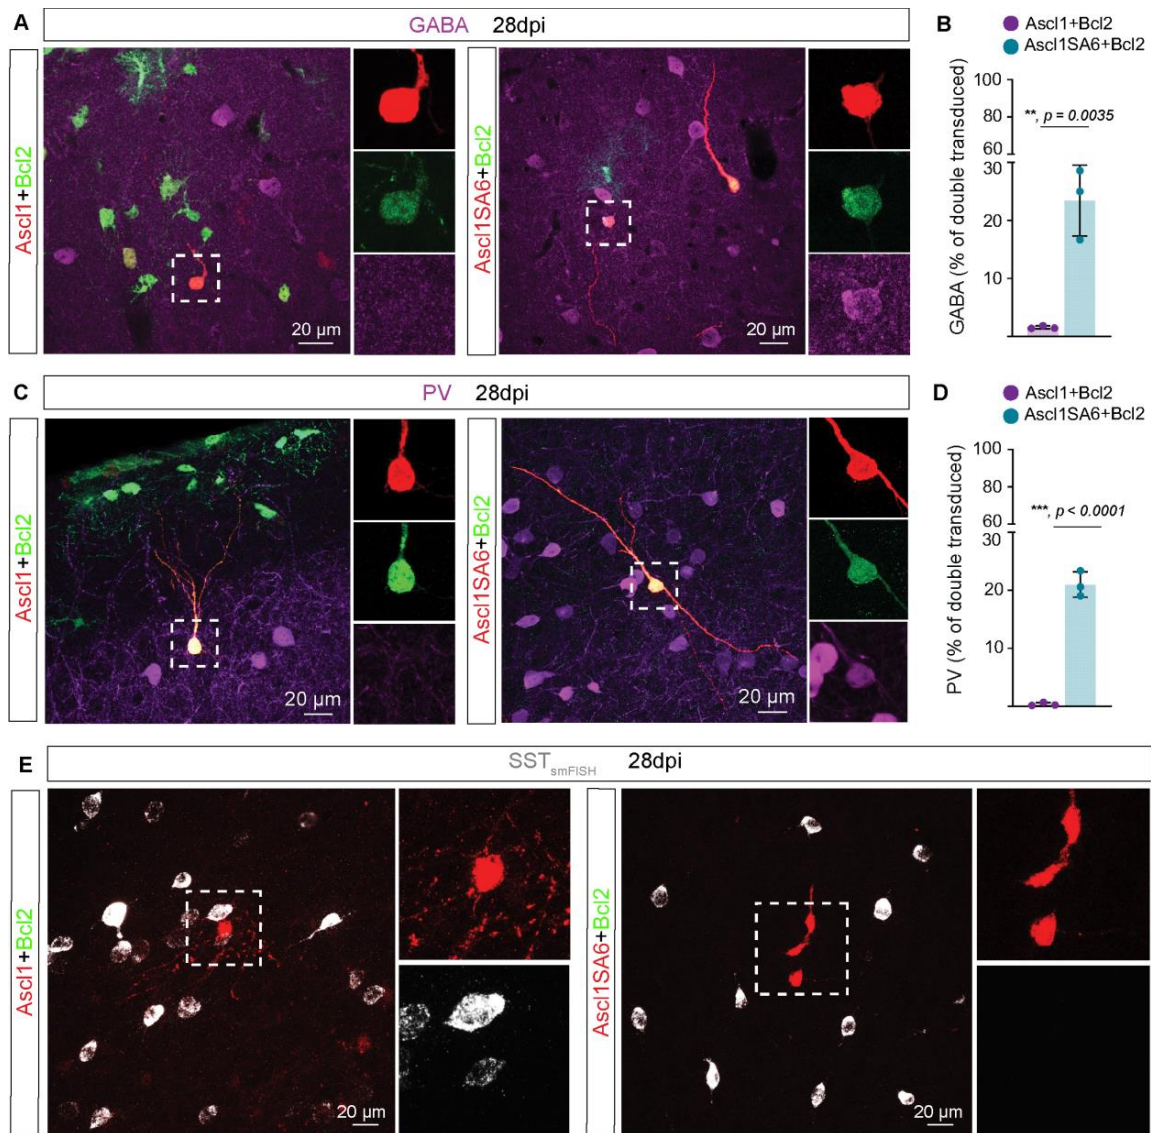 A
GABA 28dpi
Ascl1+Bcl2
20 µm
Ascl1SA6+Bcl2
20 µm
B
Ascl1+Bcl2
Ascl1SA6+Bcl2
GABA (% of double transduced)
100
80
60
30
20
10
**, p = 0.0035
C
PV 28dpi
Ascl1+Bcl2
20 µm
Ascl1SA6+Bcl2
20 µm
D
Ascl1+Bcl2
Ascl1SA6+Bcl2
PV (% of double transduced)
100
80
60
30
20
10
***, p < 0.0001
E
SSTsmFISH 28dpi
Ascl1+Bcl2
20 µm
Ascl1SA6+Bcl2
20 µm